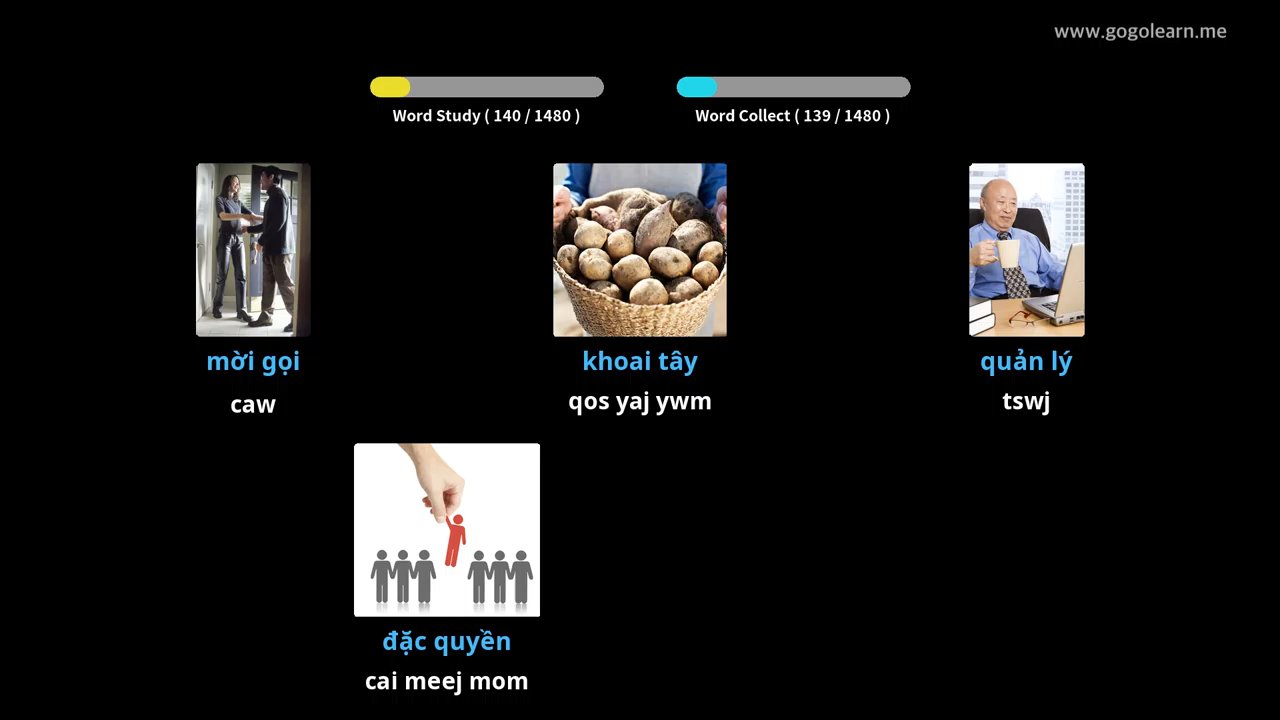 www.gogolearn.me
Word Study ( 140 / 1480 )
Word Collect ( 139 / 1480 )
mời gọi
caw
khoai tây
qos yaj ywm
quản lý
tswj
đặc quyền
cai meej mom